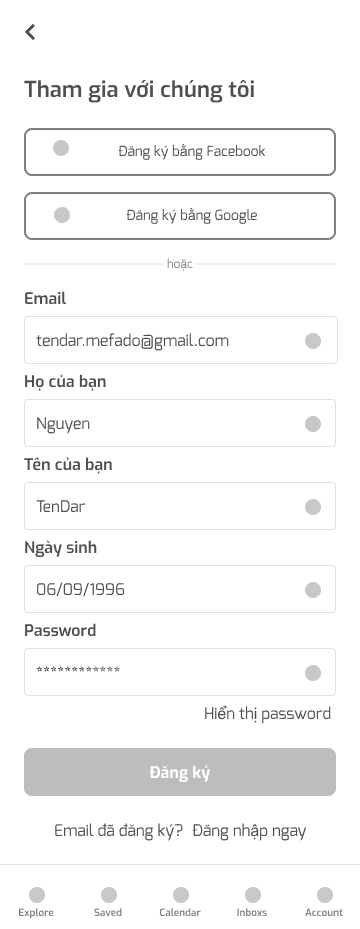 Tham gia với chúng tôi
Đăng ký bằng Facebook
Đăng ký bằng Google
hoặc
Email
tendar.mefado@gmail.com
Họ của bạn
Nguyen
Tên của bạn
TenDar
Ngày sinh
06/09/1996
Password
************
Hiển thị password
Đăng ký
Email đã đăng ký? Đăng nhập ngay
Explore Saved Calendar Inboxs Account